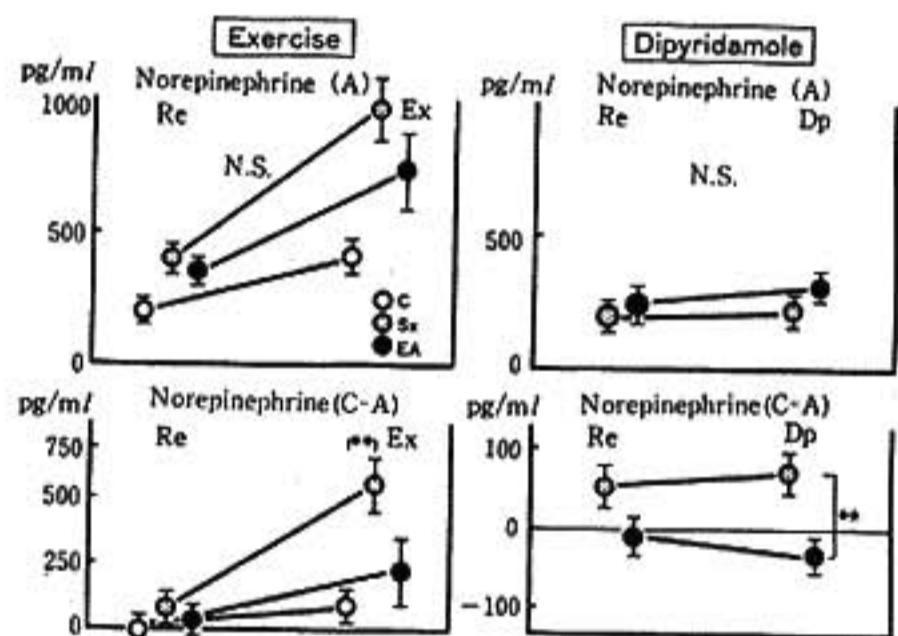 Exercise
pg/ml
Norepinephrine (A)
1000
Re
Ex
N.S.
500
C
Sx
EA
0
pg/ml
Norepinephrine (C-A)
Re
**
Ex
750
500
250
0
Dipyridamole
pg/ml
Norepinephrine (A)
Re
Dp
N.S.
500
0
pg/ml
Norepinephrine (C-A)
Re
Dp
100
**
0
-100